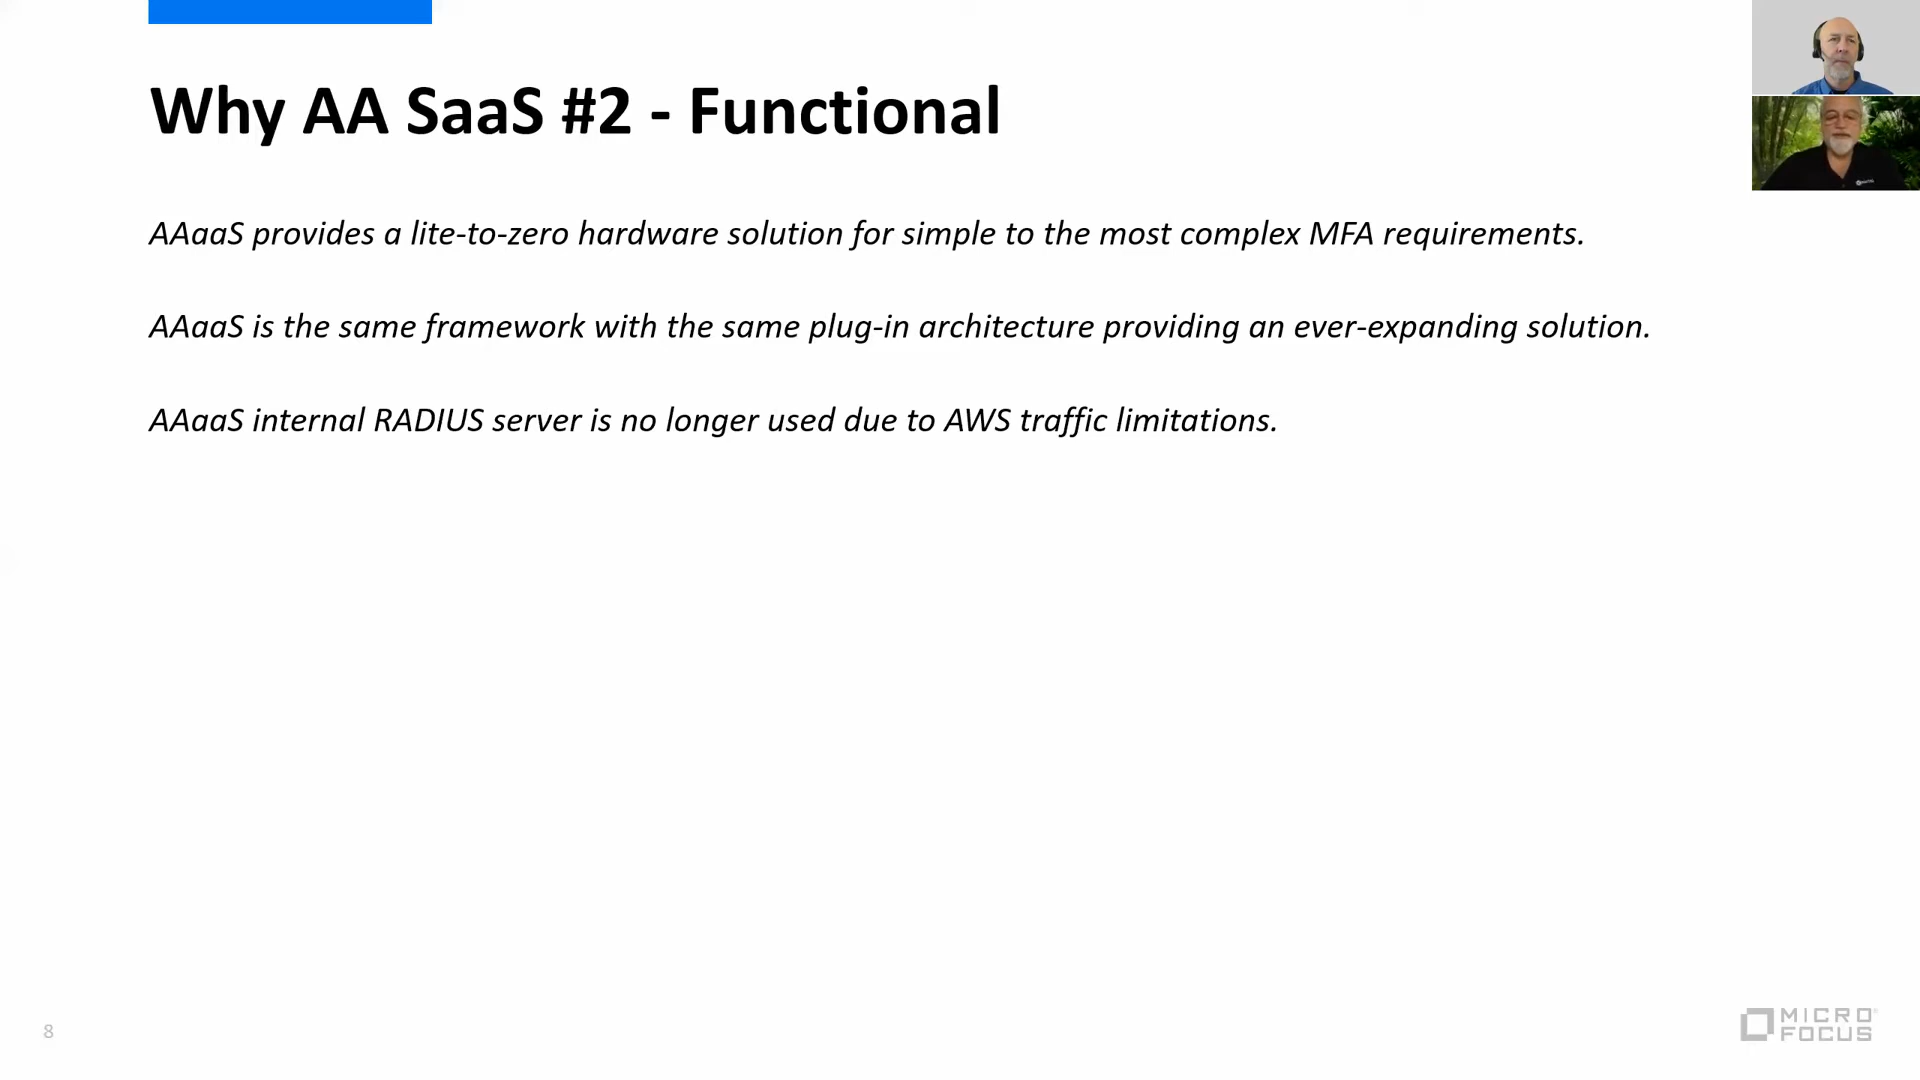 Why AA SaaS #2 - Functional
AAaaS provides a lite-to-zero hardware solution for simple to the most complex MFA requirements.
AAaaS is the same framework with the same plug-in architecture providing an ever-expanding solution.
AAaaS internal RADIUS server is no longer used due to AWS traffic limitations.
8
MICRO
FOCUS